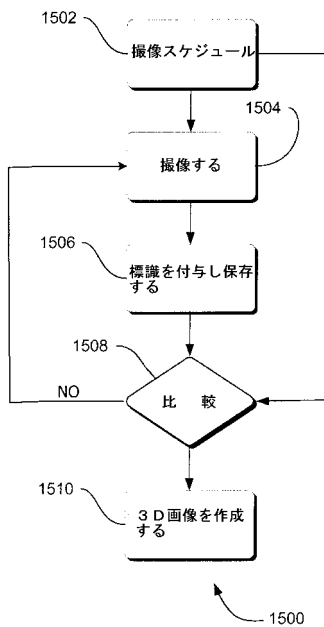 1502
撮像スケジュール
1504
撮像する
1506
標識を付与し保存
する
1508
NO
比 較
1510
３Ｄ画像を作成
する
1500